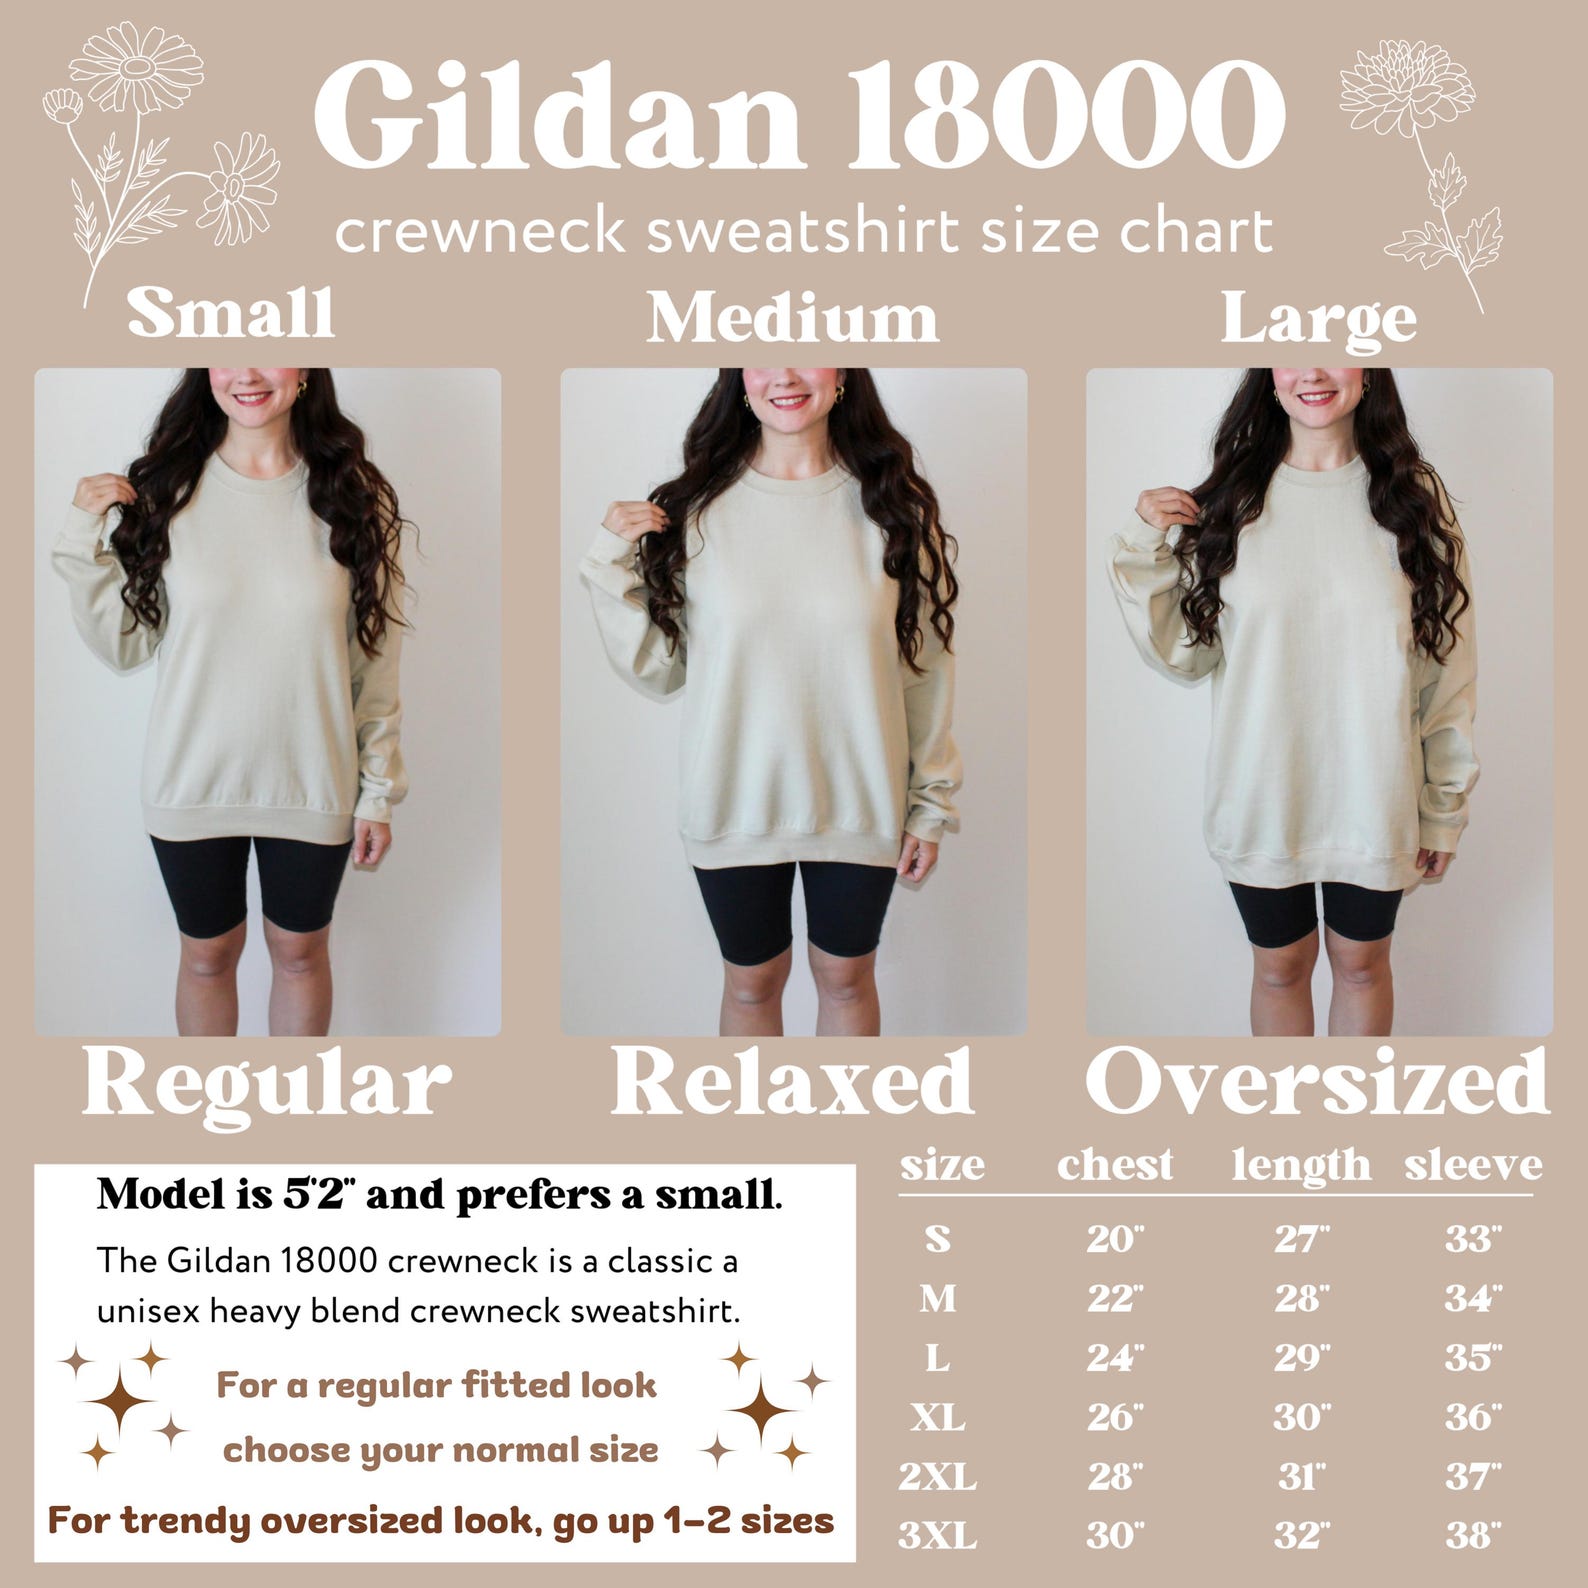 Gildan 18000
crewneck sweatshirt size chart
Small
Medium
Large
Regular
Relaxed
Oversized
Model is 5'2" and prefers a small.
The Gildan 18000 crewneck is a classic a
unisex heavy blend crewneck sweatshirt.
For a regular fitted look
choose your normal size
For trendy oversized look, go up 1-2 sizes
size chest length sleeve
S 20" 27" 33"
M 22" 28" 34"
L 24" 29" 35"
XL 26" 30" 36"
2XL 28" 31" 37"
3XL 30" 32" 38"